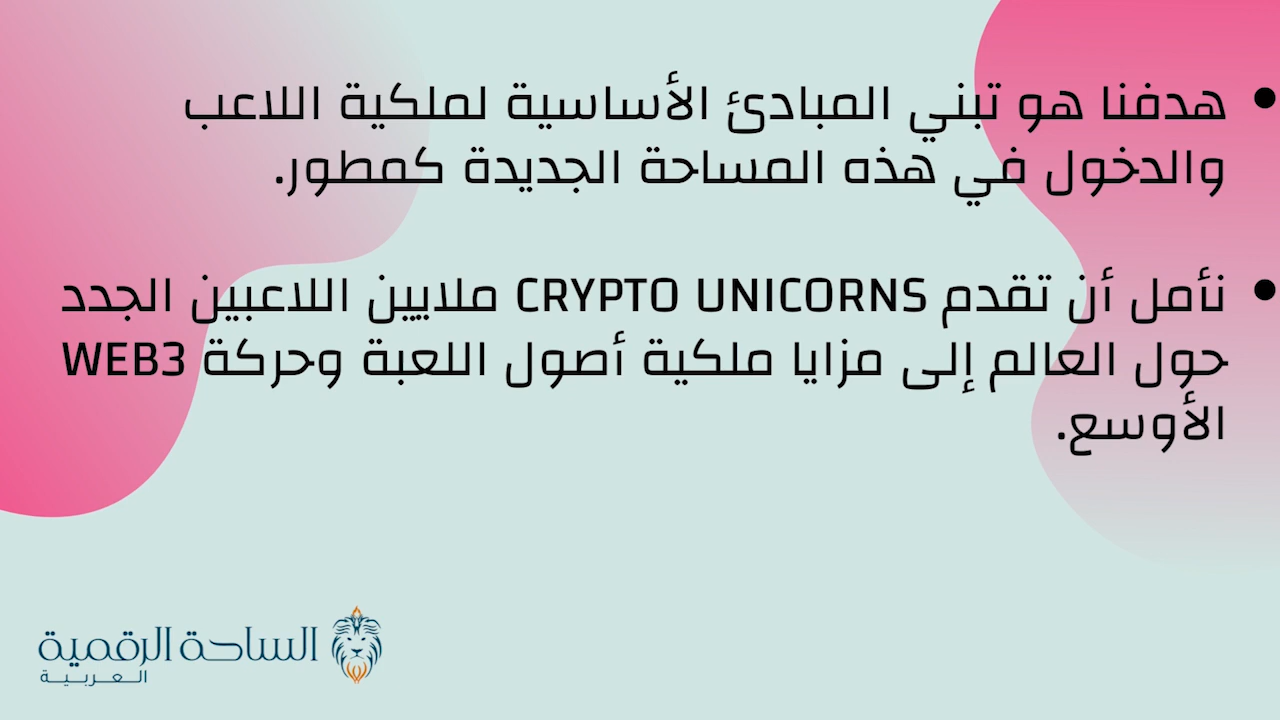 • هدفنا هو تبني المبادئ الأساسية لملكية اللاعب
والدخول في هذه المساحة الجديدة كمطور.
• نأمل أن تقدم CRYPTO UNICORNS ملايين اللاعبين الجدد
حول العالم إلى مزايا ملكية أصول اللعبة وحركة WEB3
الأوسع.
الساحة الرقمية
العربية